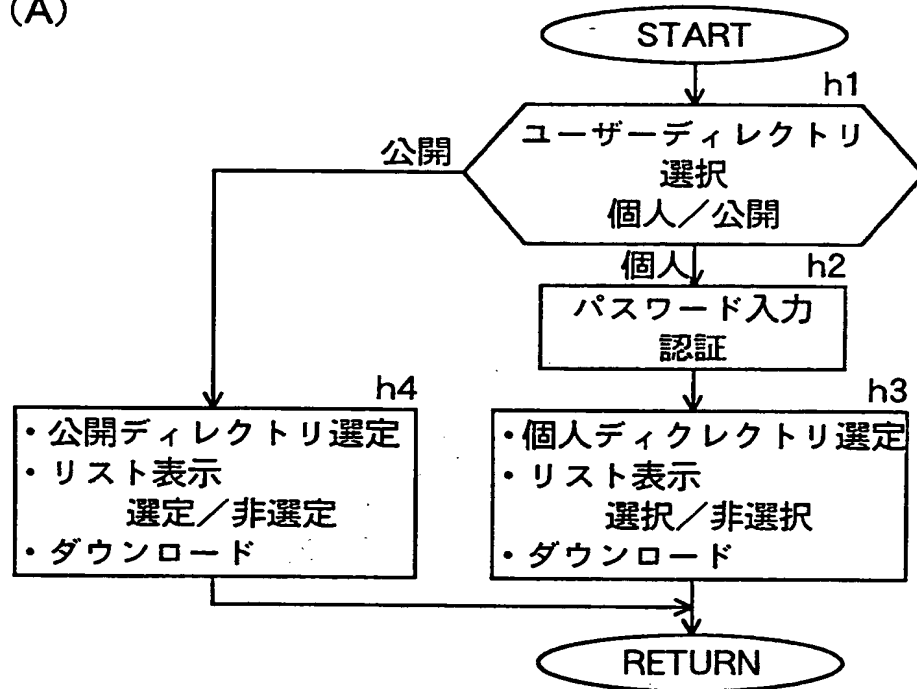 (A)
START
h1
ユーザーディレクトリ
選択
個人／公開
公開
個人
h2
パスワード入力
認証
h4
・公開ディレクトリ選定
・リスト表示
選定／非選定
・ダウンロード
h3
・個人ディクレクトリ選定
・リスト表示
選択／非選択
・ダウンロード
RETURN